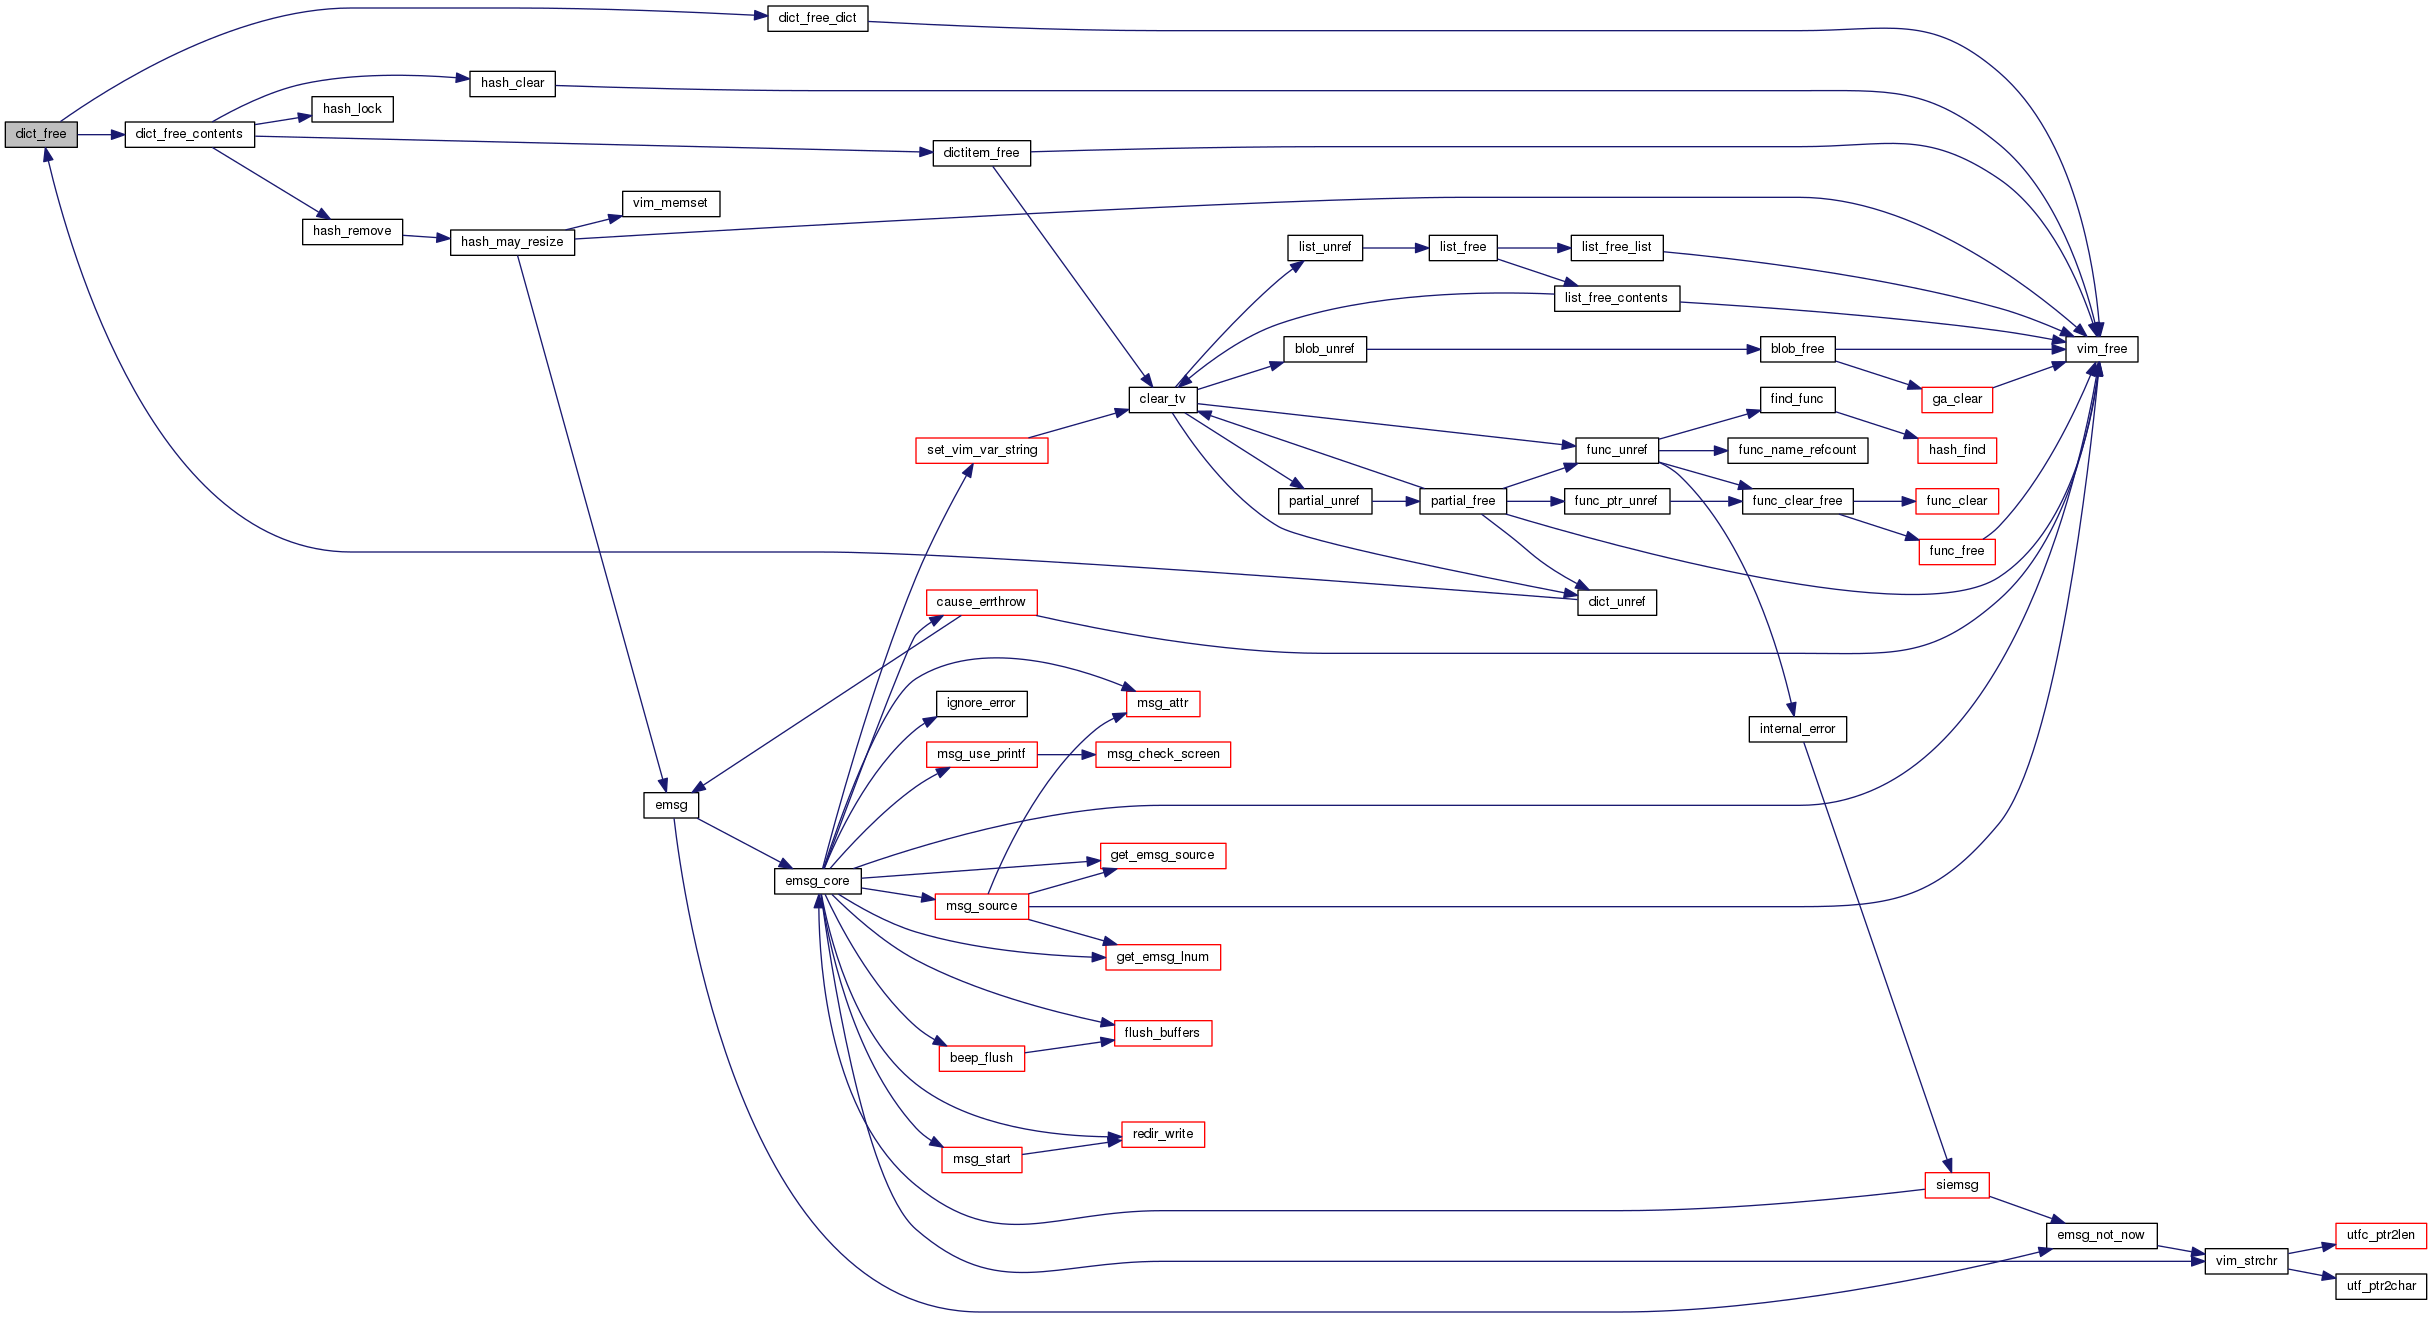 dict_free
dict_free_contents
dict_free_dict
hash_clear
hash_lock
dictitem_free
hash_remove
hash_may_resize
vim_memset
list_unref
list_free
list_free_list
list_free_contents
blob_unref
blob_free
vim_free
clear_tv
ga_clear
find_func
set_vim_var_string
func_unref
func_name_refcount
hash_find
partial_unref
partial_free
func_ptr_unref
func_clear_free
func_clear
func_free
cause_errthrow
dict_unref
msg_attr
ignore_error
internal_error
msg_use_printf
msg_check_screen
emsg
get_emsg_source
emsg_core
msg_source
get_emsg_lnum
flush_buffers
beep_flush
redir_write
msg_start
siemsg
emsg_not_now
utfc_ptr2len
vim_strchr
utf_ptr2char